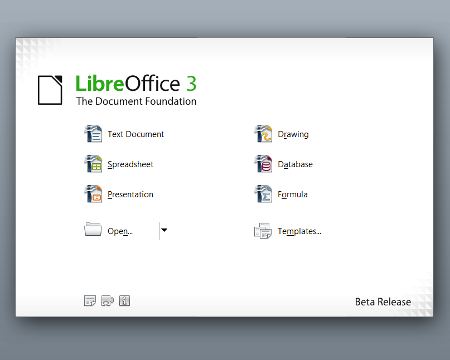 LibreOffice 3
The Document Foundation
Text Document
Drawing
Spreadsheet
Database
Presentation
Formula
Open...
Templates...
Beta Release